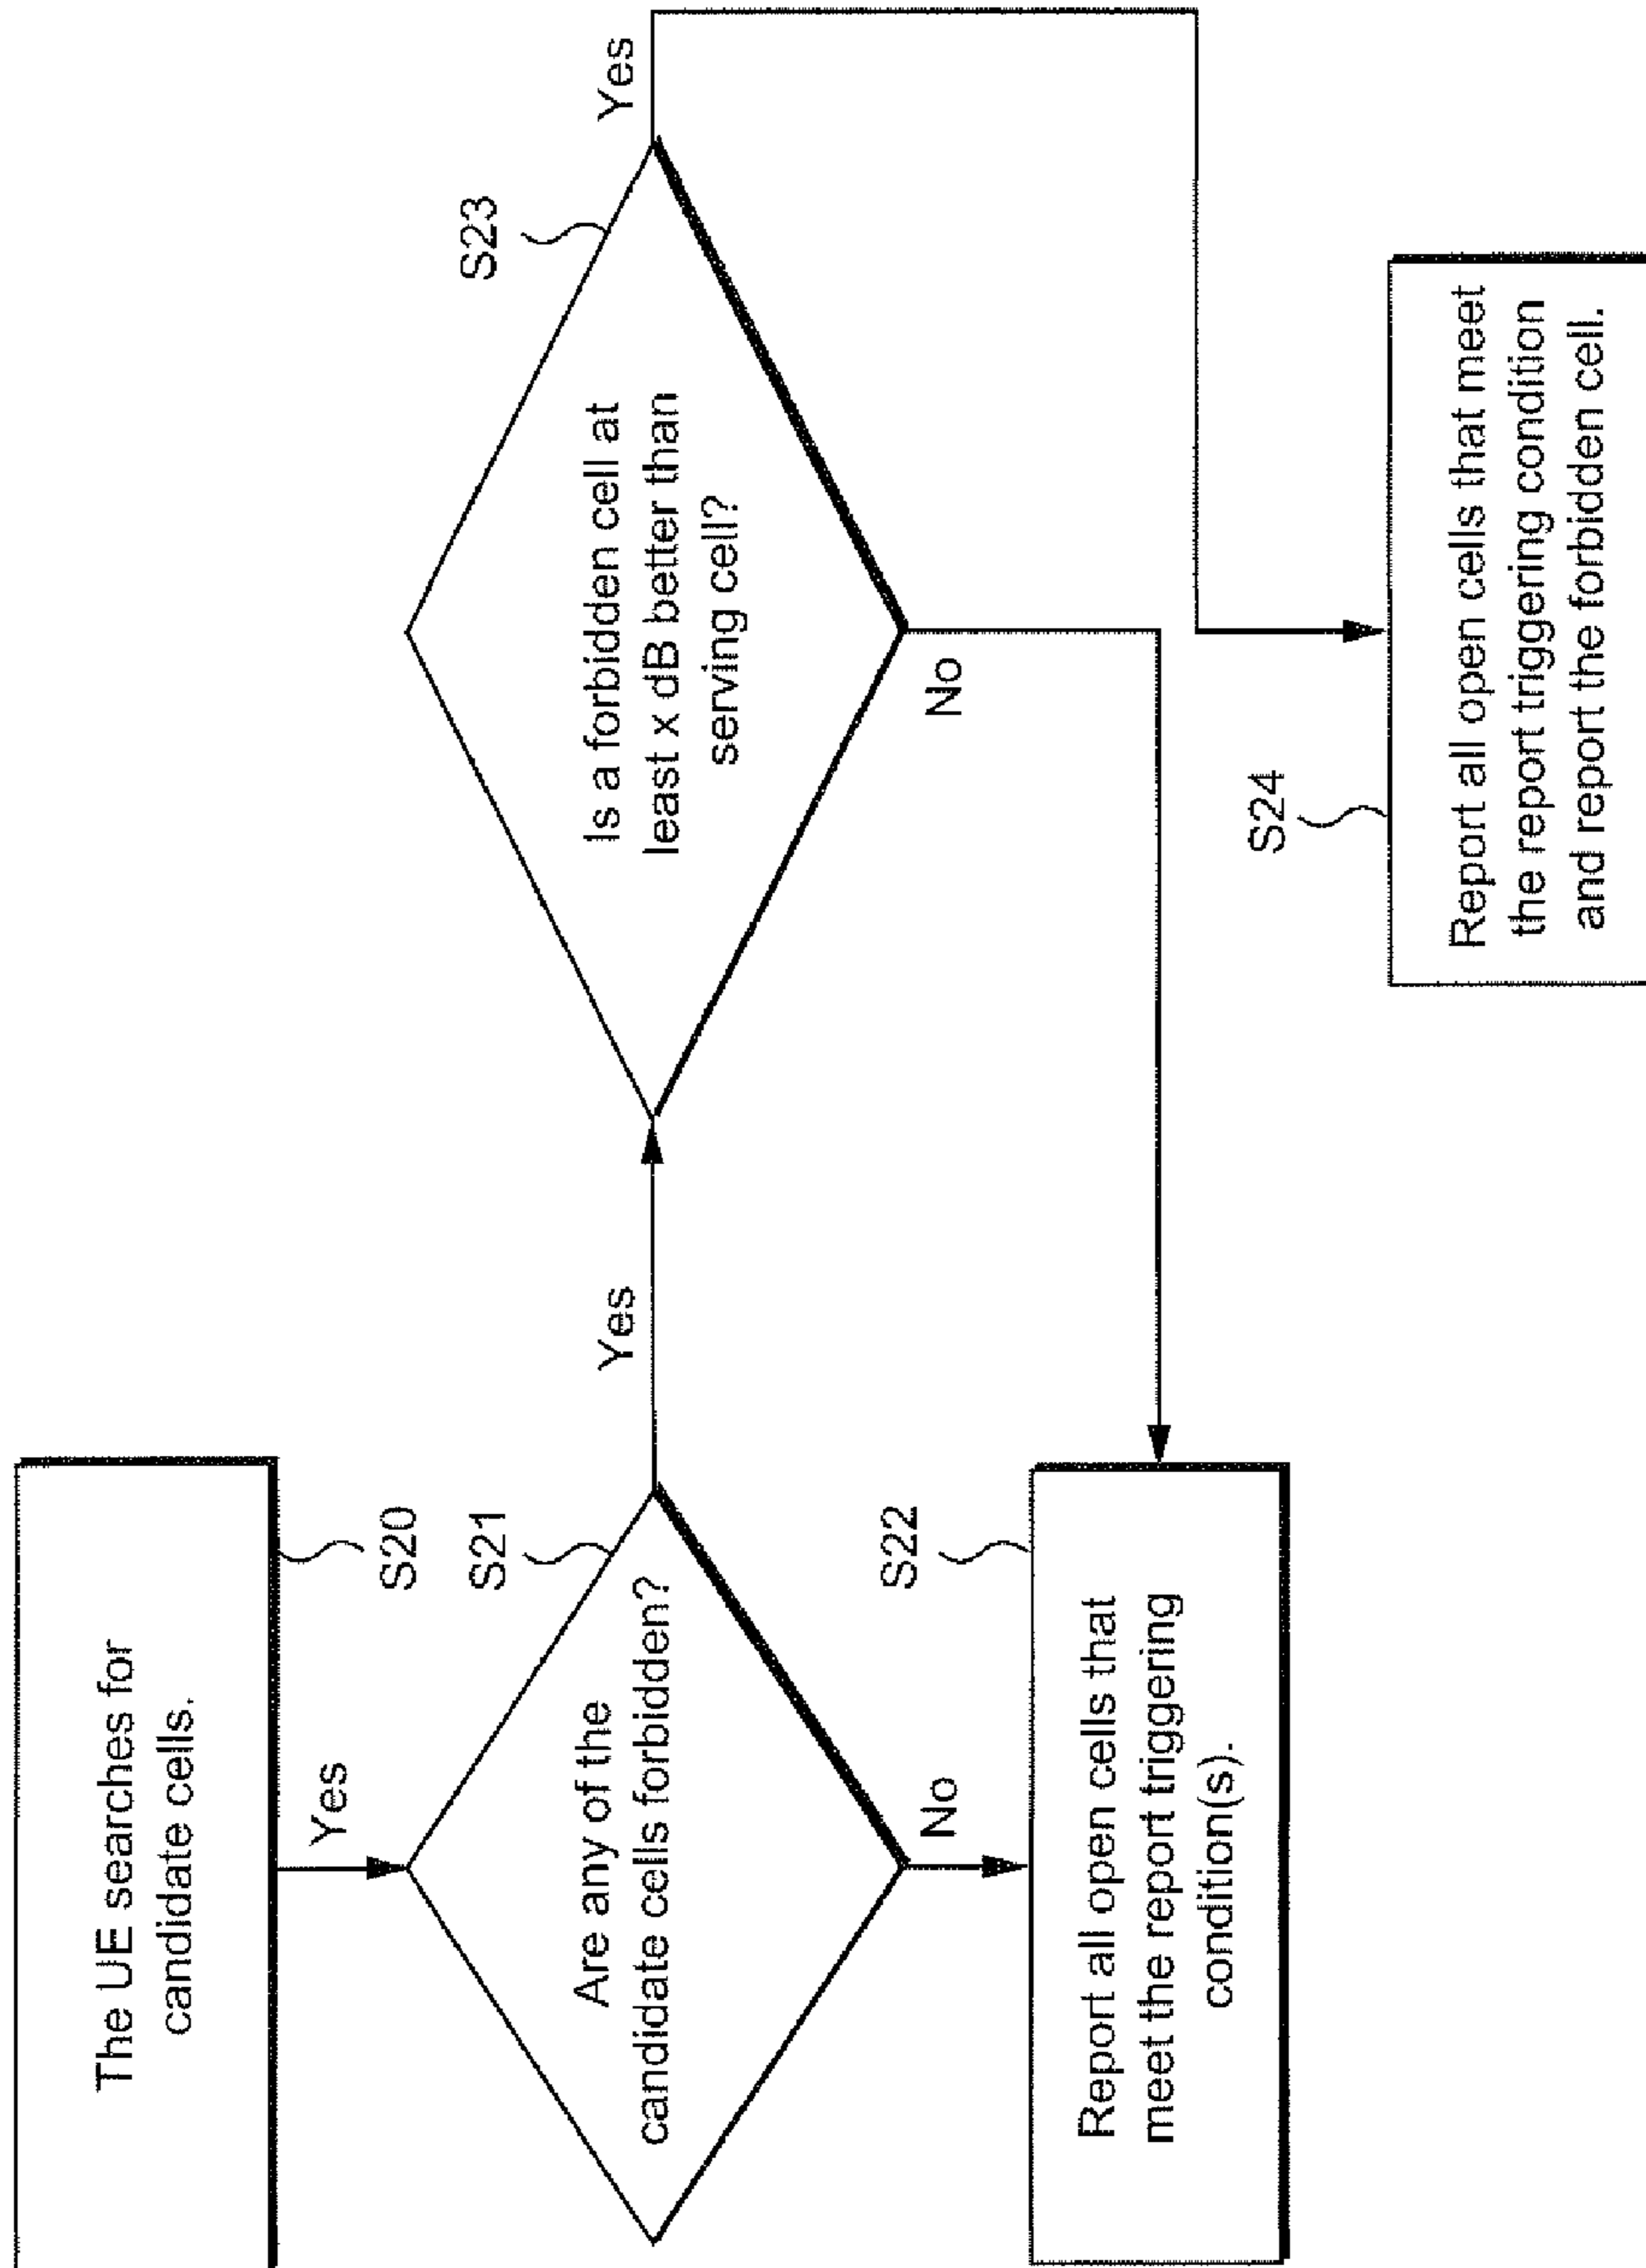 The UE searches for
candidate cells.
S20
Yes
S21
Are any of the
candidate cells forbidden?
Yes
No
S22
Report all open cells that
meet the report triggering
condition(s).
S23
Is a forbidden cell at
least x dB better than
serving cell?
Yes
No
S24
Report all open cells that meet
the report triggering condition
and report the forbidden cell.